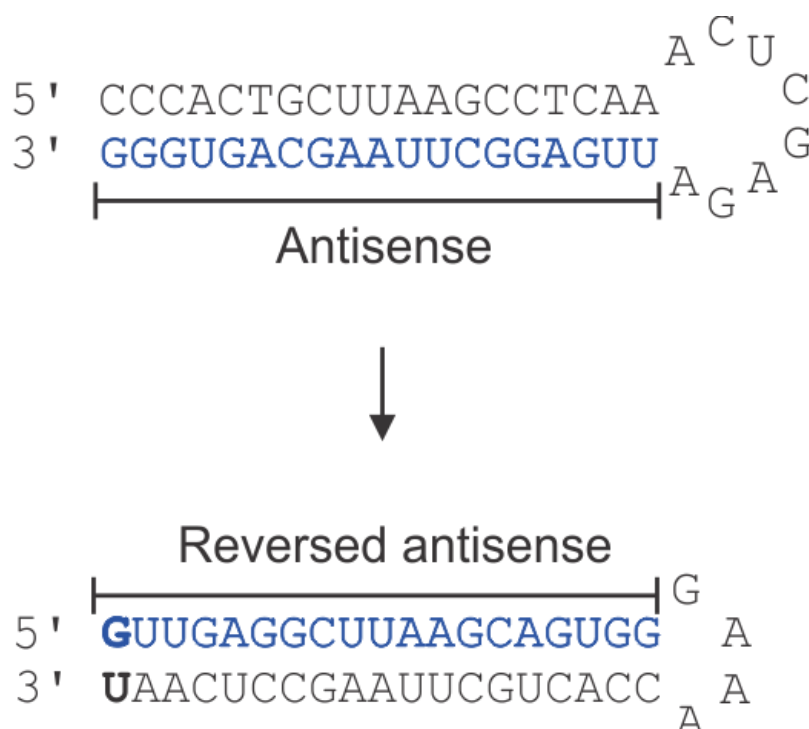 A C U C G A G A
5' CCCACTGCUUAAGCCTCAA
3' GGGUGACGAAUUCGGAGUU
Antisense
Reversed antisense
G A A A
5' GUUGAGGCUUAAGCAGUGG
3' UAACUCCGAAUUCGUCACC